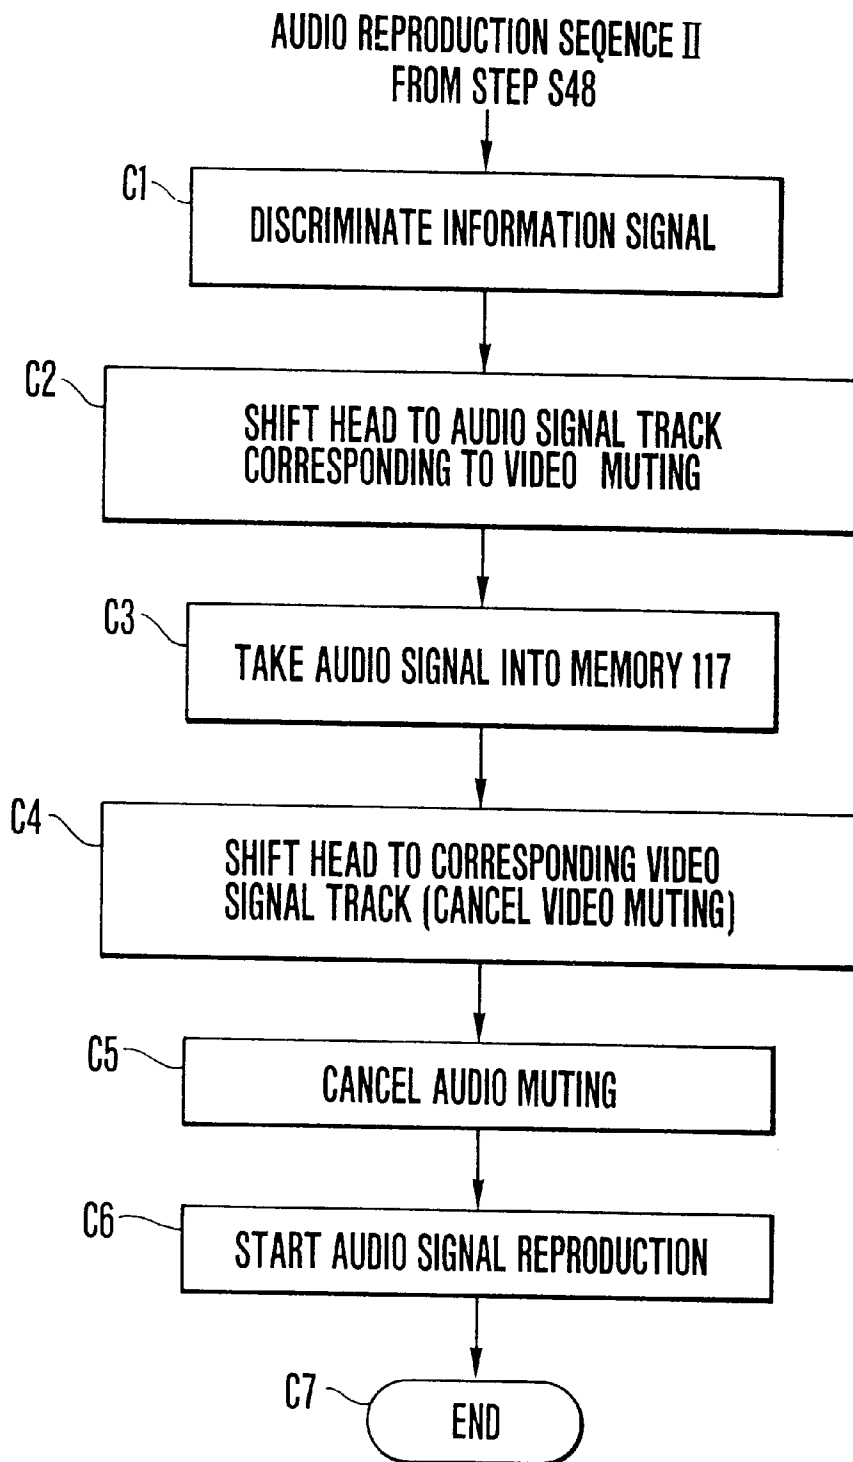 AUDIO REPRODUCTION SEQENCE II
FROM STEP S48
C1
DISCRIMINATE INFORMATION SIGNAL
C2
SHIFT HEAD TO AUDIO SIGNAL TRACK
CORRESPONDING TO VIDEO MUTING
C3
TAKE AUDIO SIGNAL INTO MEMORY 117
C4
SHIFT HEAD TO CORRESPONDING VIDEO
SIGNAL TRACK (CANCEL VIDEO MUTING)
C5
CANCEL AUDIO MUTING
C6
START AUDIO SIGNAL REPRODUCTION
C7
END